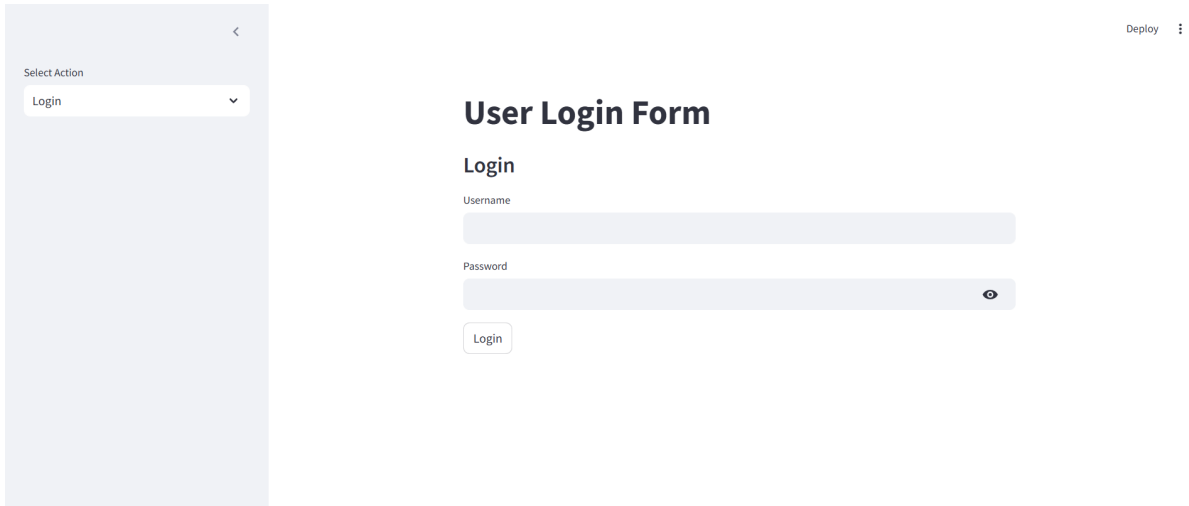 Deploy
Select Action
Login
User Login Form
Login
Username
Password
Login